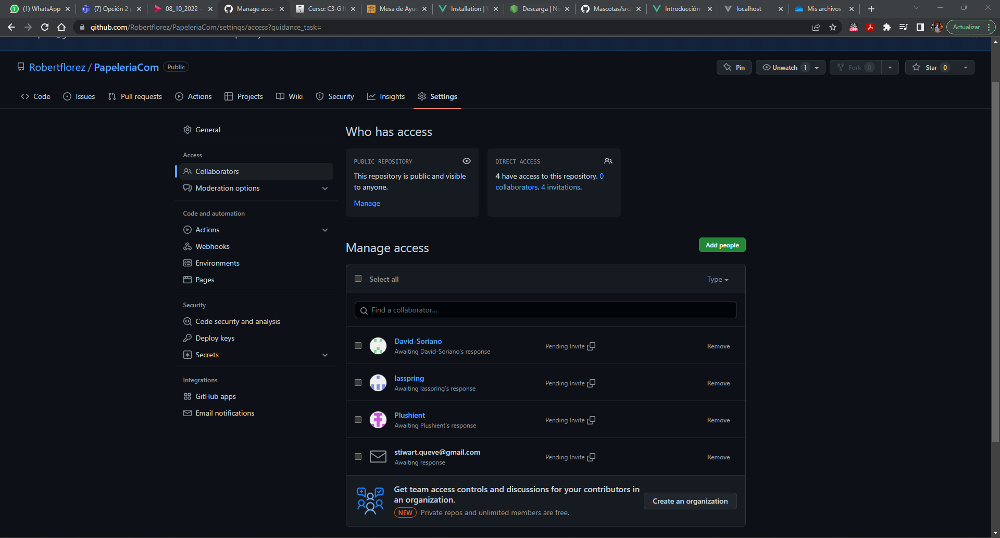 (1) WhatsApp
(7) Opción 2
08_10_2022 -
Manage acce
Curso: C3-G1
Mesa de Ayu
Installation |
Descarga | No
Mascotas/src
Introducción
localhost
Mis archivos
github.com/Robertflorez/PapeleriaCom/settings/access?guidance_task=
OFF
Actualizar
Robertflorez / PapeleriaCom Public
Pin
Unwatch 1
Fork 0
Star 0
Code
Issues
Pull requests
Actions
Projects
Wiki
Security
Insights
Settings
General
Access
Collaborators
Moderation options
Code and automation
Actions
Webhooks
Environments
Pages
Security
Code security and analysis
Deploy keys
Secrets
Integrations
GitHub apps
Email notifications
Who has access
PUBLIC REPOSITORY
This repository is public and visible
to anyone.
Manage
DIRECT ACCESS
4 have access to this repository. 0
collaborators. 4 invitations.
Manage access
Add people
Select all
Type
Find a collaborator...
David-Soriano
Awaiting David-Soriano's response
Pending Invite
Remove
Iasspring
Awaiting Iasspring's response
Pending Invite
Remove
Plushient
Awaiting Plushient's response
Pending Invite
Remove
stiwart.queve@gmail.com
Awaiting response
Pending Invite
Remove
Get team access controls and discussions for your contributors in
an organization.
NEW Private repos and unlimited members are free.
Create an organization